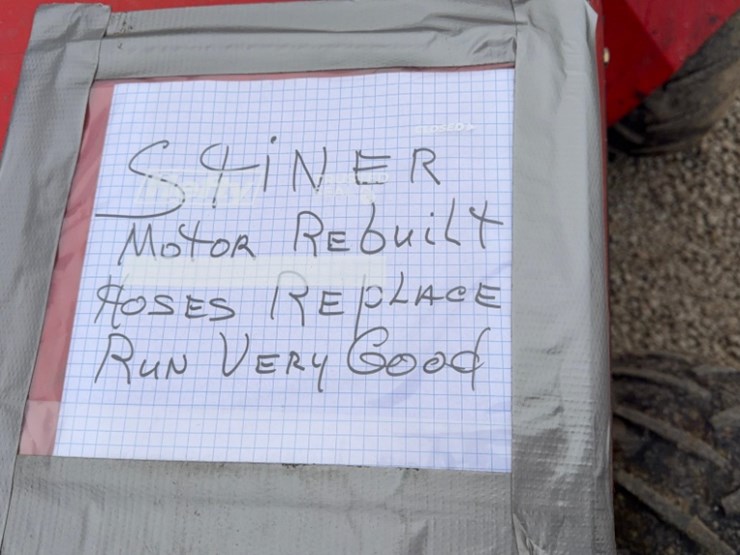 StiNER
MotoR REbuilt
HOSES REpLACE
RuN VERy Good